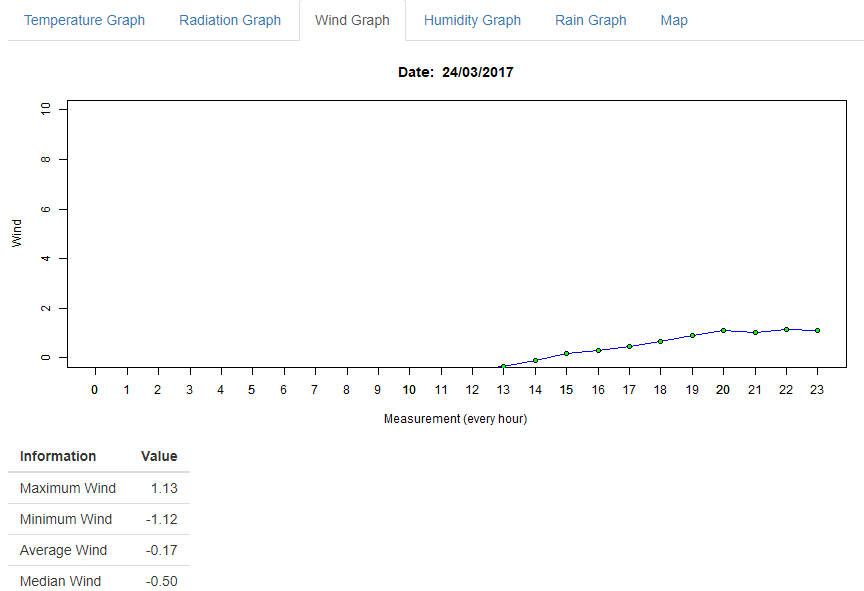 Temperature Graph Radiation Graph Wind Graph Humidity Graph Rain Graph Map
Date: 24/03/2017
10
8
6
4
2
0
Wind
0 1 2 3 4 5 6 7 8 9 10 11 12 13 14 15 16 17 18 19 20 21 22 23
Measurement (every hour)
Information Value
Maximum Wind 1.13
Minimum Wind -1.12
Average Wind -0.17
Median Wind -0.50